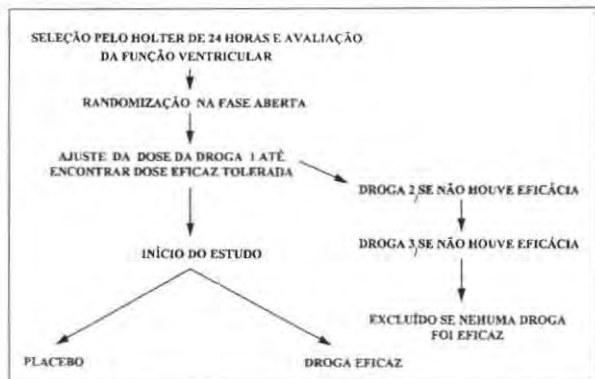 SELEÇÃO PELO HOLTER DE 24 HORAS E AVALIAÇÃO
DA FUNÇÃO VENTRICULAR
RANDOMIZAÇÃO NA FASE ABERTA
AJUSTE DA DOSE DA DROGA 1 ATÉ
ENCONTRAR DOSE EFICAZ TOLERADA
DROGA 2, SE NÃO HOUVE EFICÁCIA
DROGA 3, SE NÃO HOUVE EFICÁCIA
INÍCIO DO ESTUDO
EXCLUÍDO SE NEHUMA DROGA
FOI EFICAZ
PLACEBO
DROGA EFICAZ